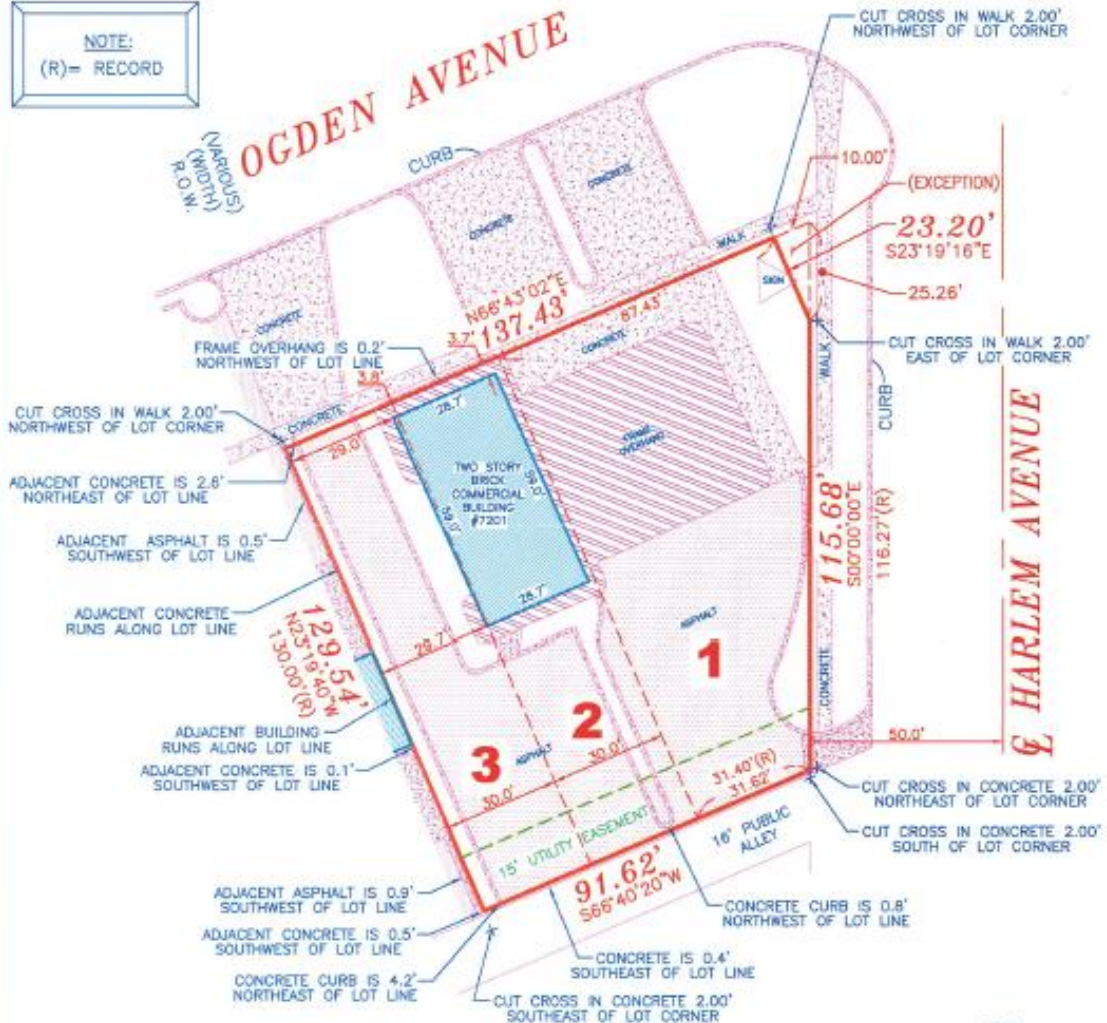 NOTE:
(R)= RECORD
OGDEN AVENUE
(VARIOUS)
(WIDTH)
R.O.W.
CURB
CUT CROSS IN WALK 2.00'
NORTHWEST OF LOT CORNER
10.00'
(EXCEPTION)
23.20'
S23°19'16"E
25.26'
CONCRETE
CONCRETE
CONCRETE
WALK
SIGN
N66°43'02"E
137.43'
87.43'
3.7'
FRAME OVERHANG IS 0.2'
NORTHWEST OF LOT LINE
3.8'
CONCRETE
CUT CROSS IN WALK 2.00'
EAST OF LOT CORNER
WALK
CURB
CUT CROSS IN WALK 2.00'
NORTHWEST OF LOT CORNER
CONCRETE
29.0'
28.7'
ADJACENT CONCRETE IS 2.6'
NORTHEAST OF LOT LINE
TWO STORY
BRICK
COMMERCIAL
BUILDING
#7201
59.0'
59.0'
28.7'
FRAME
OVERHANG
ADJACENT ASPHALT IS 0.5'
SOUTHWEST OF LOT LINE
115.68'
S00°00'00"E
116.27'(R)
℄ HARLEM AVENUE
ADJACENT CONCRETE
RUNS ALONG LOT LINE
129.54'
N23°19'40"W
130.00'(R)
29.7'
ASPHALT
1
2
3
ASPHALT
CONCRETE
50.0'
ADJACENT BUILDING
RUNS ALONG LOT LINE
ADJACENT CONCRETE IS 0.1'
SOUTHWEST OF LOT LINE
30.0'
30.0'
31.40'(R)
31.62'
CUT CROSS IN CONCRETE 2.00'
NORTHEAST OF LOT CORNER
CUT CROSS IN CONCRETE 2.00'
SOUTH OF LOT CORNER
15' UTILITY EASEMENT
16' PUBLIC
ALLEY
91.62'
S66°40'20"W
ADJACENT ASPHALT IS 0.9'
SOUTHWEST OF LOT LINE
CONCRETE CURB IS 0.8'
NORTHWEST OF LOT LINE
ADJACENT CONCRETE IS 0.5'
SOUTHWEST OF LOT LINE
CONCRETE IS 0.4'
SOUTHEAST OF LOT LINE
CONCRETE CURB IS 4.2'
NORTHEAST OF LOT LINE
CUT CROSS IN CONCRETE 2.00'
SOUTHEAST OF LOT CORNER